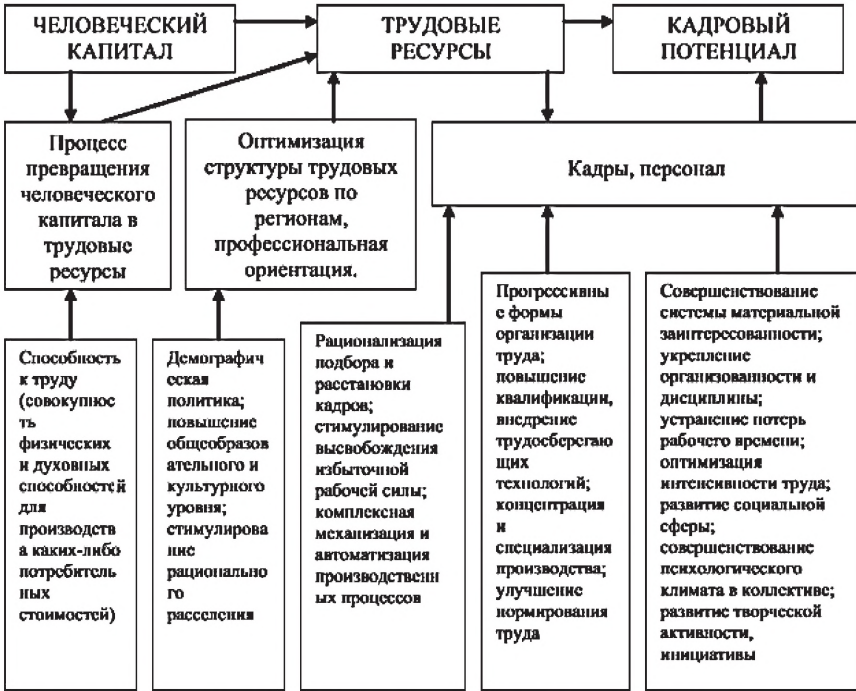 ЧЕЛОВЕЧЕСКИЙ
КАПИТАЛ
ТРУДОВЫЕ
РЕСУРСЫ
КАДРОВЫЙ
ПОТЕНЦИАЛ
Процесс
превращения
человеческого
капитала в
трудовые
ресурсы
Оптимизация
структуры трудовых
ресурсов по
регионам,
профессиональная
ориентация.
Кадры, персонал
Способность
к труду
(совокупнос
ть
физических
и духовных
способностей
для
производств
а каких-либо
потребитель
ных
стоимостей)
Демографич
еская
политика;
повышение
общеобразов
ательного и
культурного
уровня;
стимулирова
ние
рационально
го
расселения
Рационализация
подбора и
расстановки
кадров;
стимулирование
высвобождения
избыточной
рабочей силы;
комплексная
механизация и
автоматизация
производственн
ых процессов
Прогрессивны
е формы
организации
труда;
повышение
квалификации,
внедрение
трудосберегаю
щих
технологий;
концентрация
и
специализация
производства;
улучшение
нормирования
труда
Совершенствование
системы материальной
заинтересованности;
укрепление
организованности и
дисциплины;
устранение потерь
рабочего времени;
оптимизация
интенсивности труда;
развитие социальной
сферы;
совершенствование
психологического
климата в коллективе;
развитие творческой
активности,
инициативы